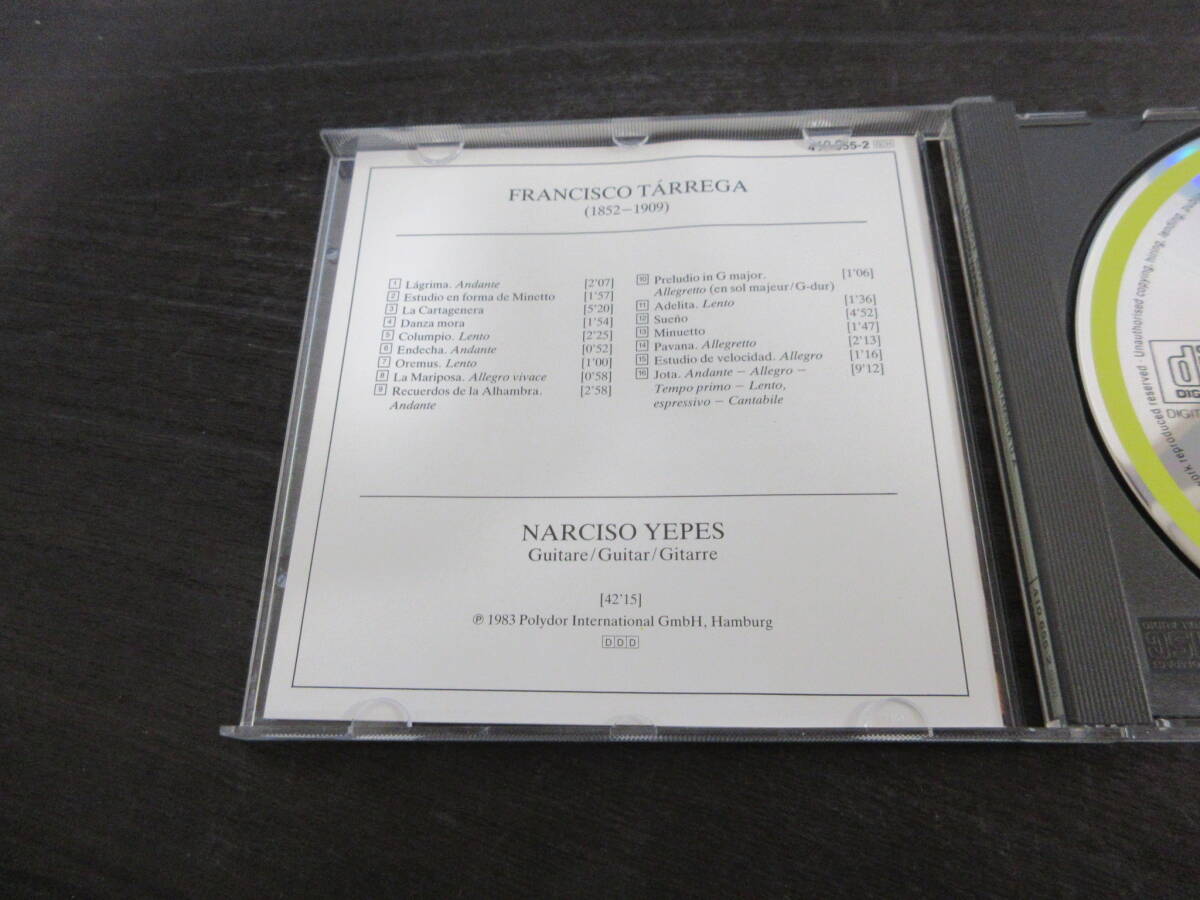 FRANCISCO TÁRREGA
(1852–1909)
1 Lágrima. Andante [2'07]
2 Estudio en forma de Minetto [1'57]
3 La Cartagenera [5'20]
4 Danza mora [1'54]
5 Columpio. Lento [2'25]
6 Endecha. Andante [0'52]
7 Oremus. Lento [1'00]
8 La Mariposa. Allegro vivace [0'58]
9 Recuerdos de la Alhambra. [2'58]
Andante
10 Preludio in G major. [1'06]
Allegretto (en sol majeur/G-dur)
11 Adelita. Lento [1'36]
12 Sueño [4'52]
13 Minuetto [1'47]
14 Pavana. Allegretto [2'13]
15 Estudio de velocidad. Allegro [1'16]
16 Jota. Andante – Allegro – [9'12]
Tempo primo – Lento,
espressivo – Cantabile
NARCISO YEPES
Guitare/Guitar/Gitarre
[42'15]
℗ 1983 Polydor International GmbH, Hamburg
DDD
reproduced reserved · Unauthorised copying, hiring, lending,